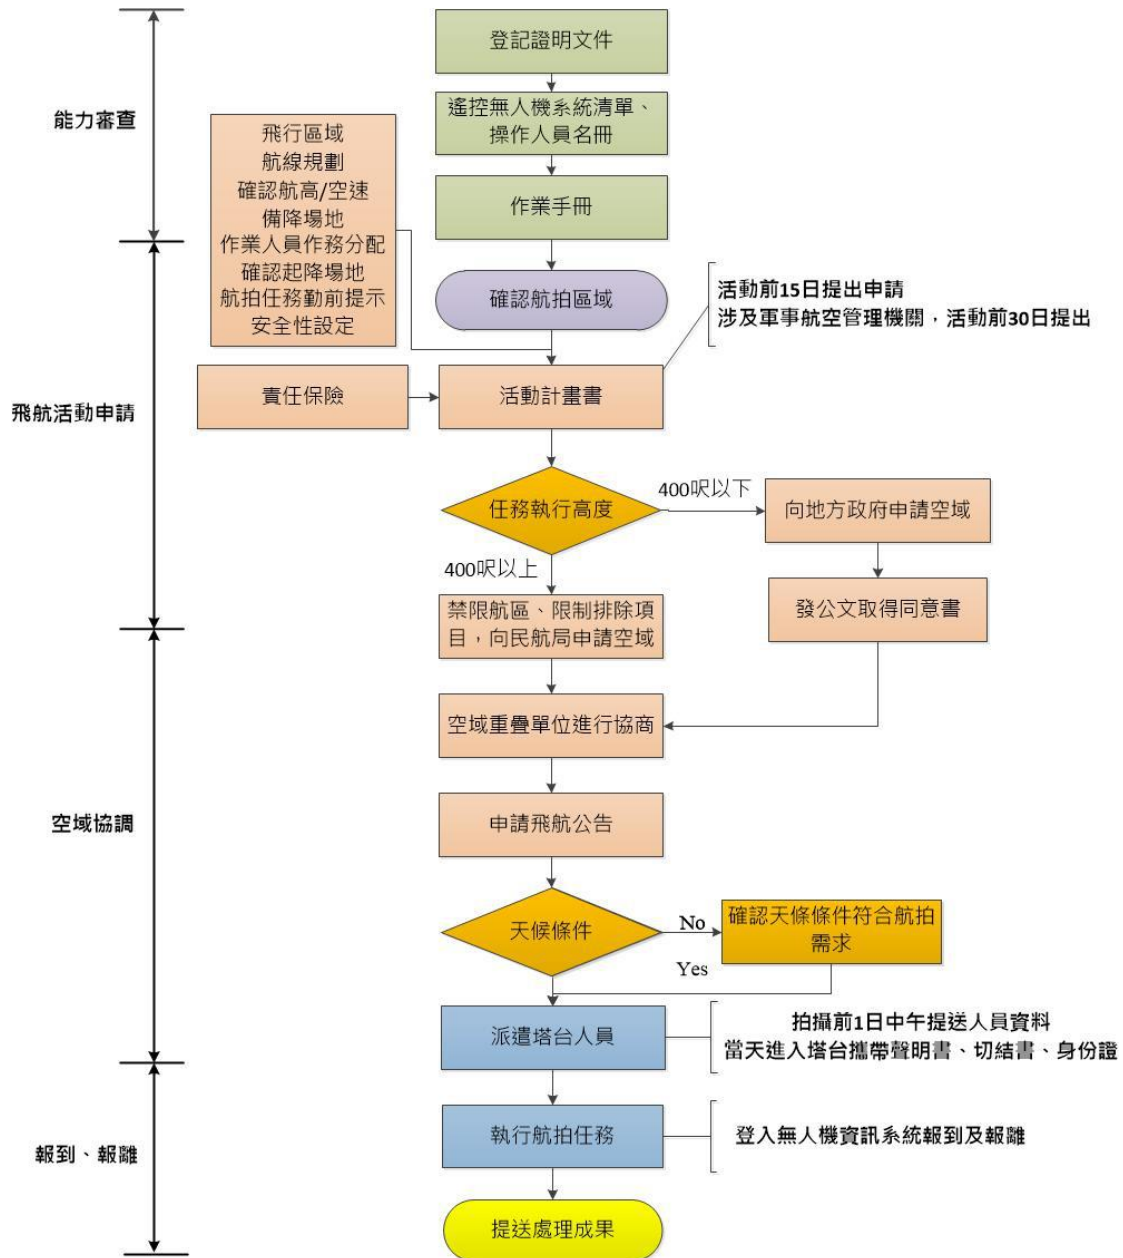 登記證明文件
能力審查
遙控無人機系統清單、
操作人員名冊
作業手冊
飛行區域
航線規劃
確認航高/空速
備降場地
作業人員作務分配
確認起降場地
航拍任務勤前提示
安全性設定
確認航拍區域
活動前15日提出申請
涉及軍事航空管理機關，活動前30日提出
飛航活動申請
責任保險
活動計畫書
任務執行高度
400呎以下
向地方政府申請空域
400呎以上
發公文取得同意書
禁限航區、限制排除項
目，向民航局申請空域
空域重疊單位進行協商
空域協調
申請飛航公告
天候條件
No
確認天條條件符合航拍
需求
Yes
派遣塔台人員
拍攝前1日中午提送人員資料
當天進入塔台攜帶聲明書、切結書、身份證
報到、報離
執行航拍任務
登入無人機資訊系統報到及報離
提送處理成果